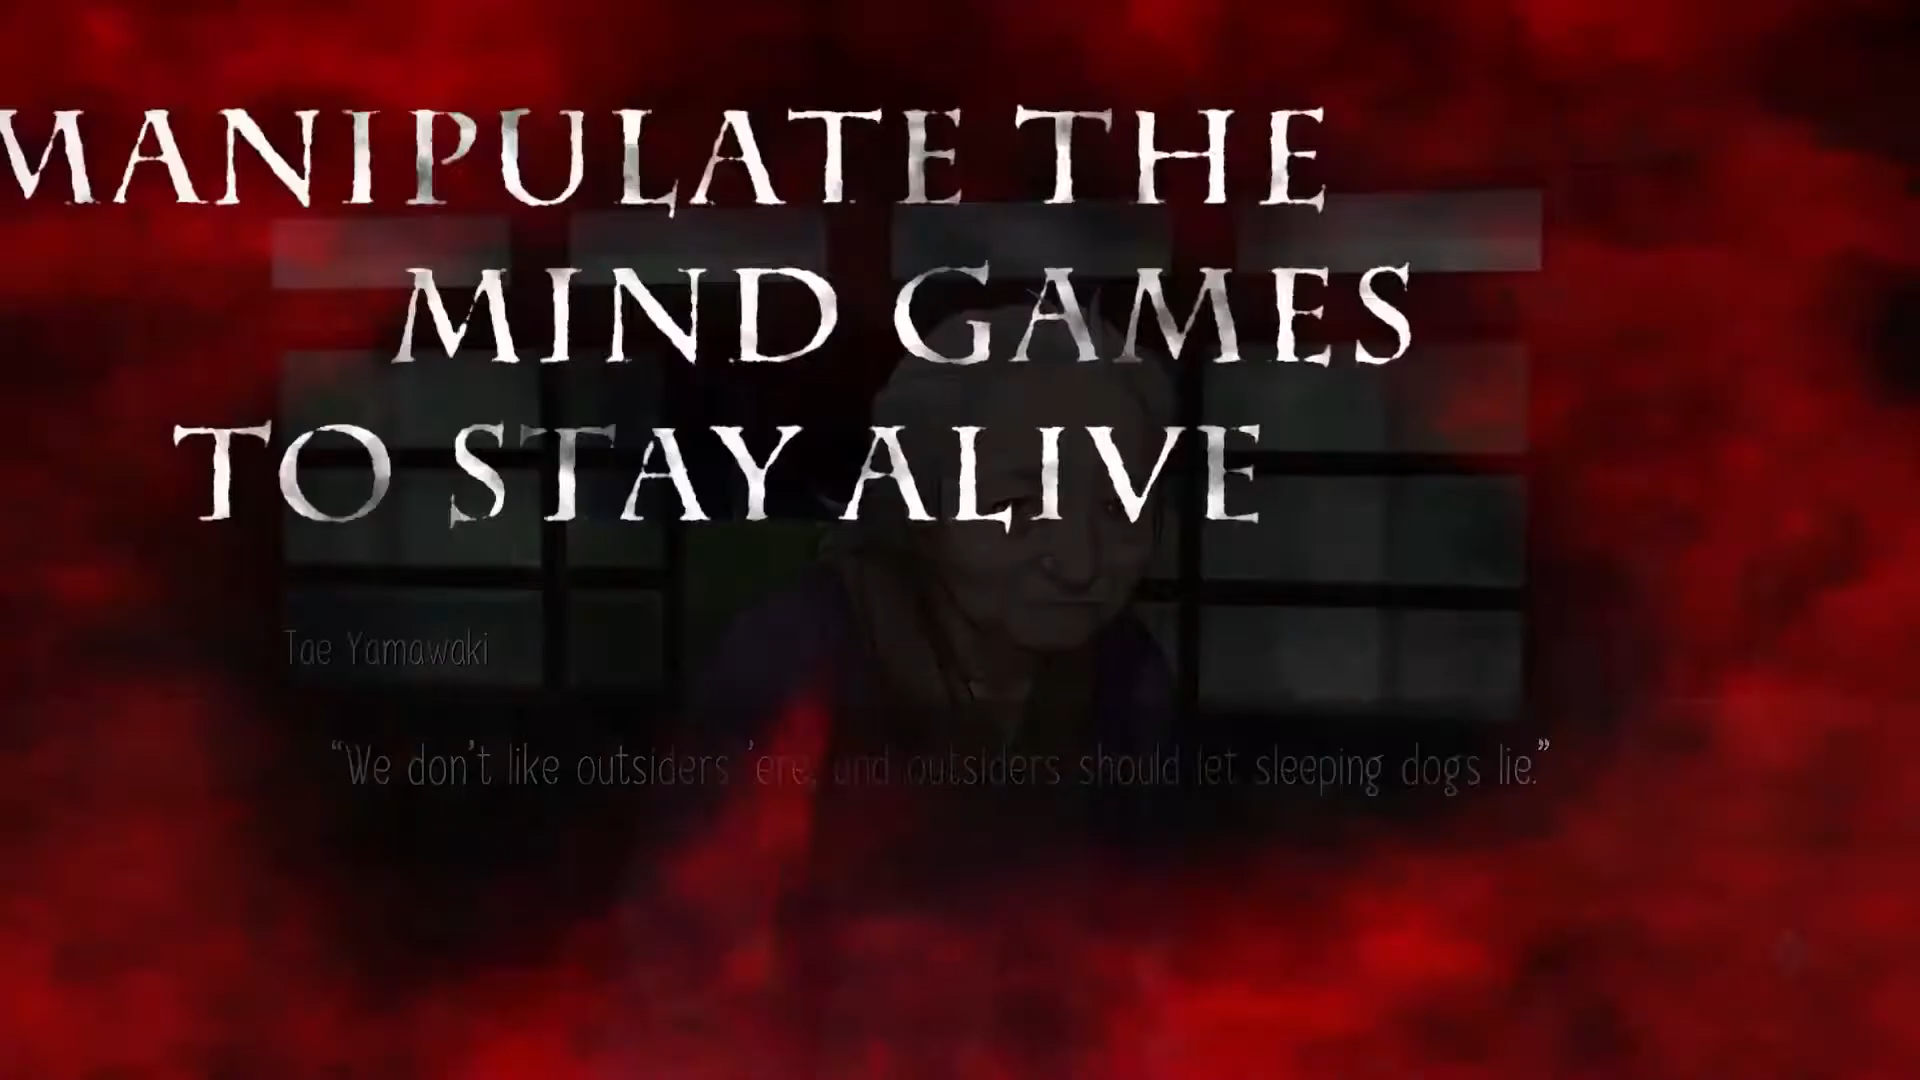 MANIPULATE THE
MIND GAMES
TO STAY ALIVE
Tae Yamawaki
“We don’t like outsiders ’ere, and outsiders should let sleeping dogs lie.”